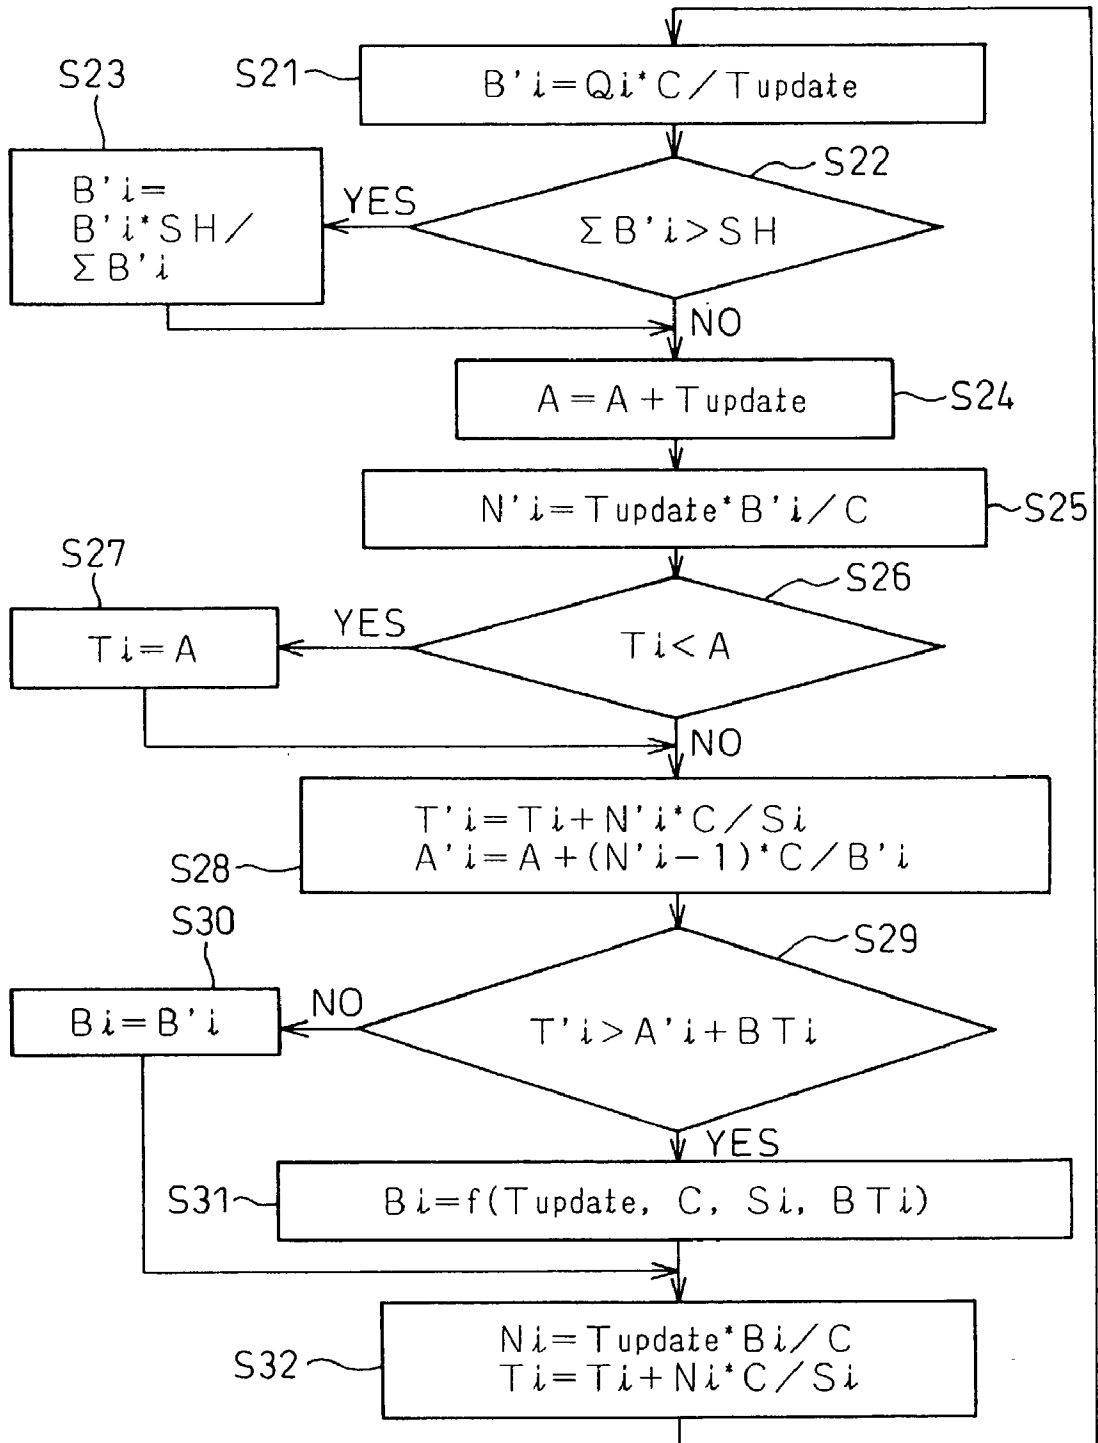 S21
B'i=Qi*C/Tupdate
S22
ΣB'i>SH
YES
S23
B'i=
B'i*SH/
ΣB'i
NO
A=A+Tupdate
S24
N'i=Tupdate*B'i/C
S25
S26
Ti<A
YES
S27
Ti=A
NO
T'i=Ti+N'i*C/Si
A'i=A+(N'i-1)*C/B'i
S28
S29
T'i>A'i+BTi
NO
S30
Bi=B'i
YES
S31
Bi=f(Tupdate, C, Si, BTi)
S32
Ni=Tupdate*Bi/C
Ti=Ti+Ni*C/Si